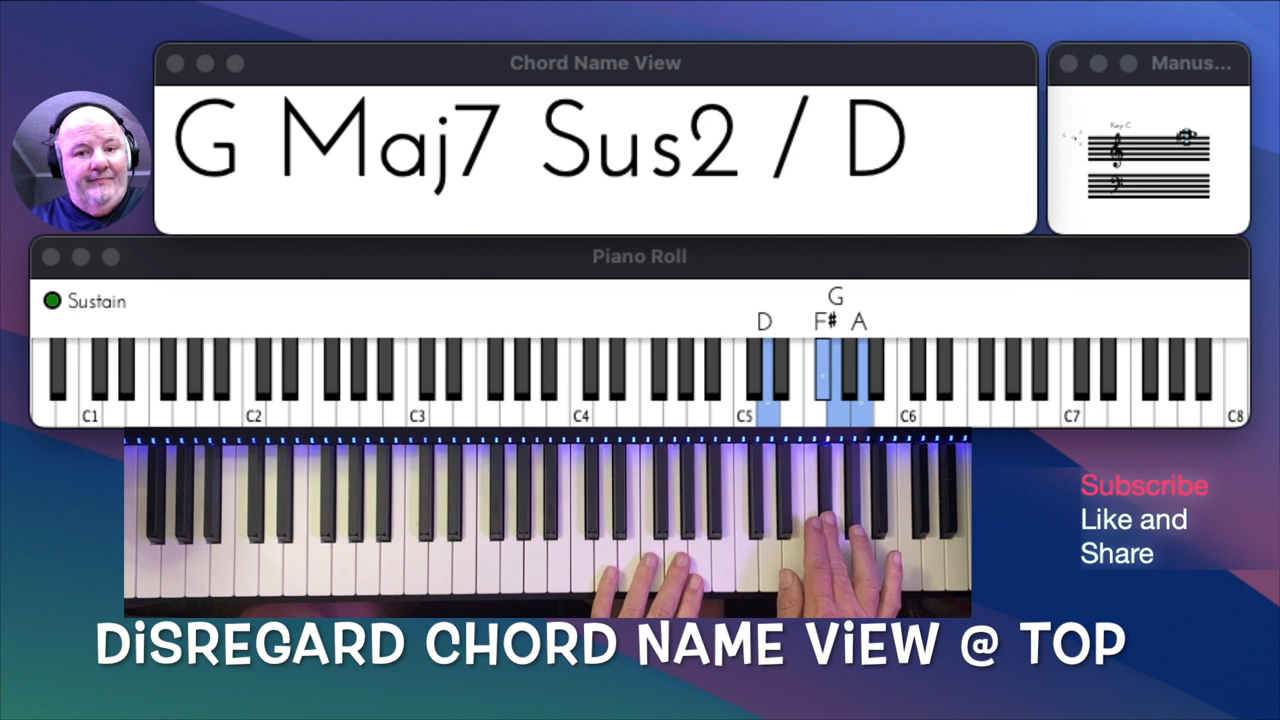 Chord Name View
Manus...
G Maj7 Sus2 / D
Key: C
Piano Roll
Sustain
G
D F# A
C1 C2 C3 C4 C5 C6 C7 C8
Subscribe
Like and
Share
DiSREGARD CHORD NAME ViEW @ TOP